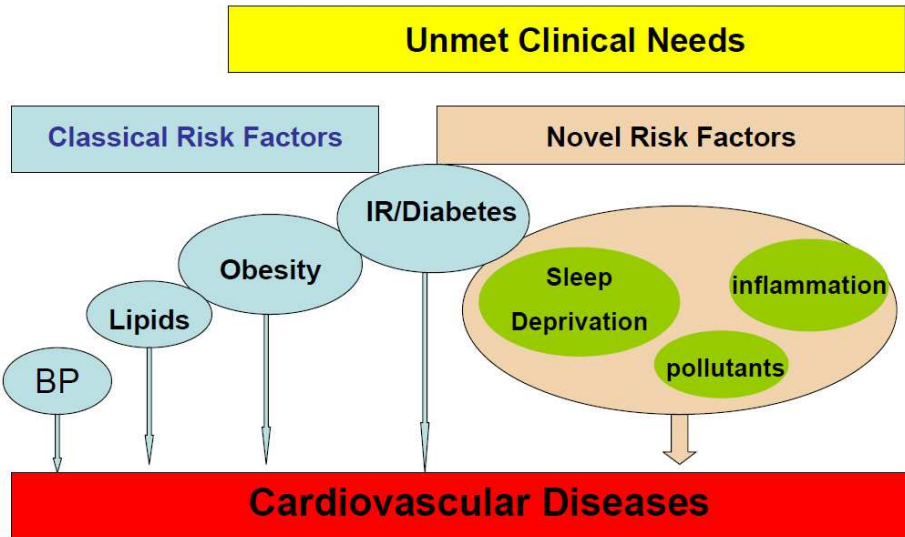 Unmet Clinical Needs
Classical Risk Factors
Novel Risk Factors
IR/Diabetes
Obesity
Lipids
BP
Sleep
Deprivation
inflammation
pollutants
Cardiovascular Diseases